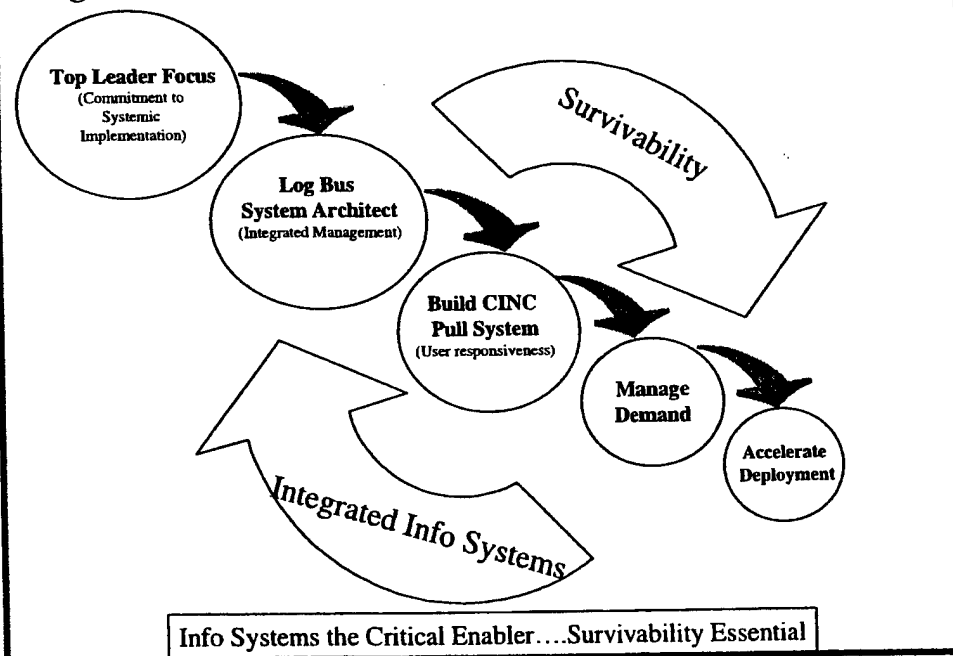 Top Leader Focus
(Commitment to
Systemic
Implementation)
Log Bus
System Architect
(Integrated Management)
Build CINC
Pull System
(User responsiveness)
Manage
Demand
Accelerate
Deployment
Survivability
Integrated Info Systems
Info Systems the Critical Enabler....Survivability Essential